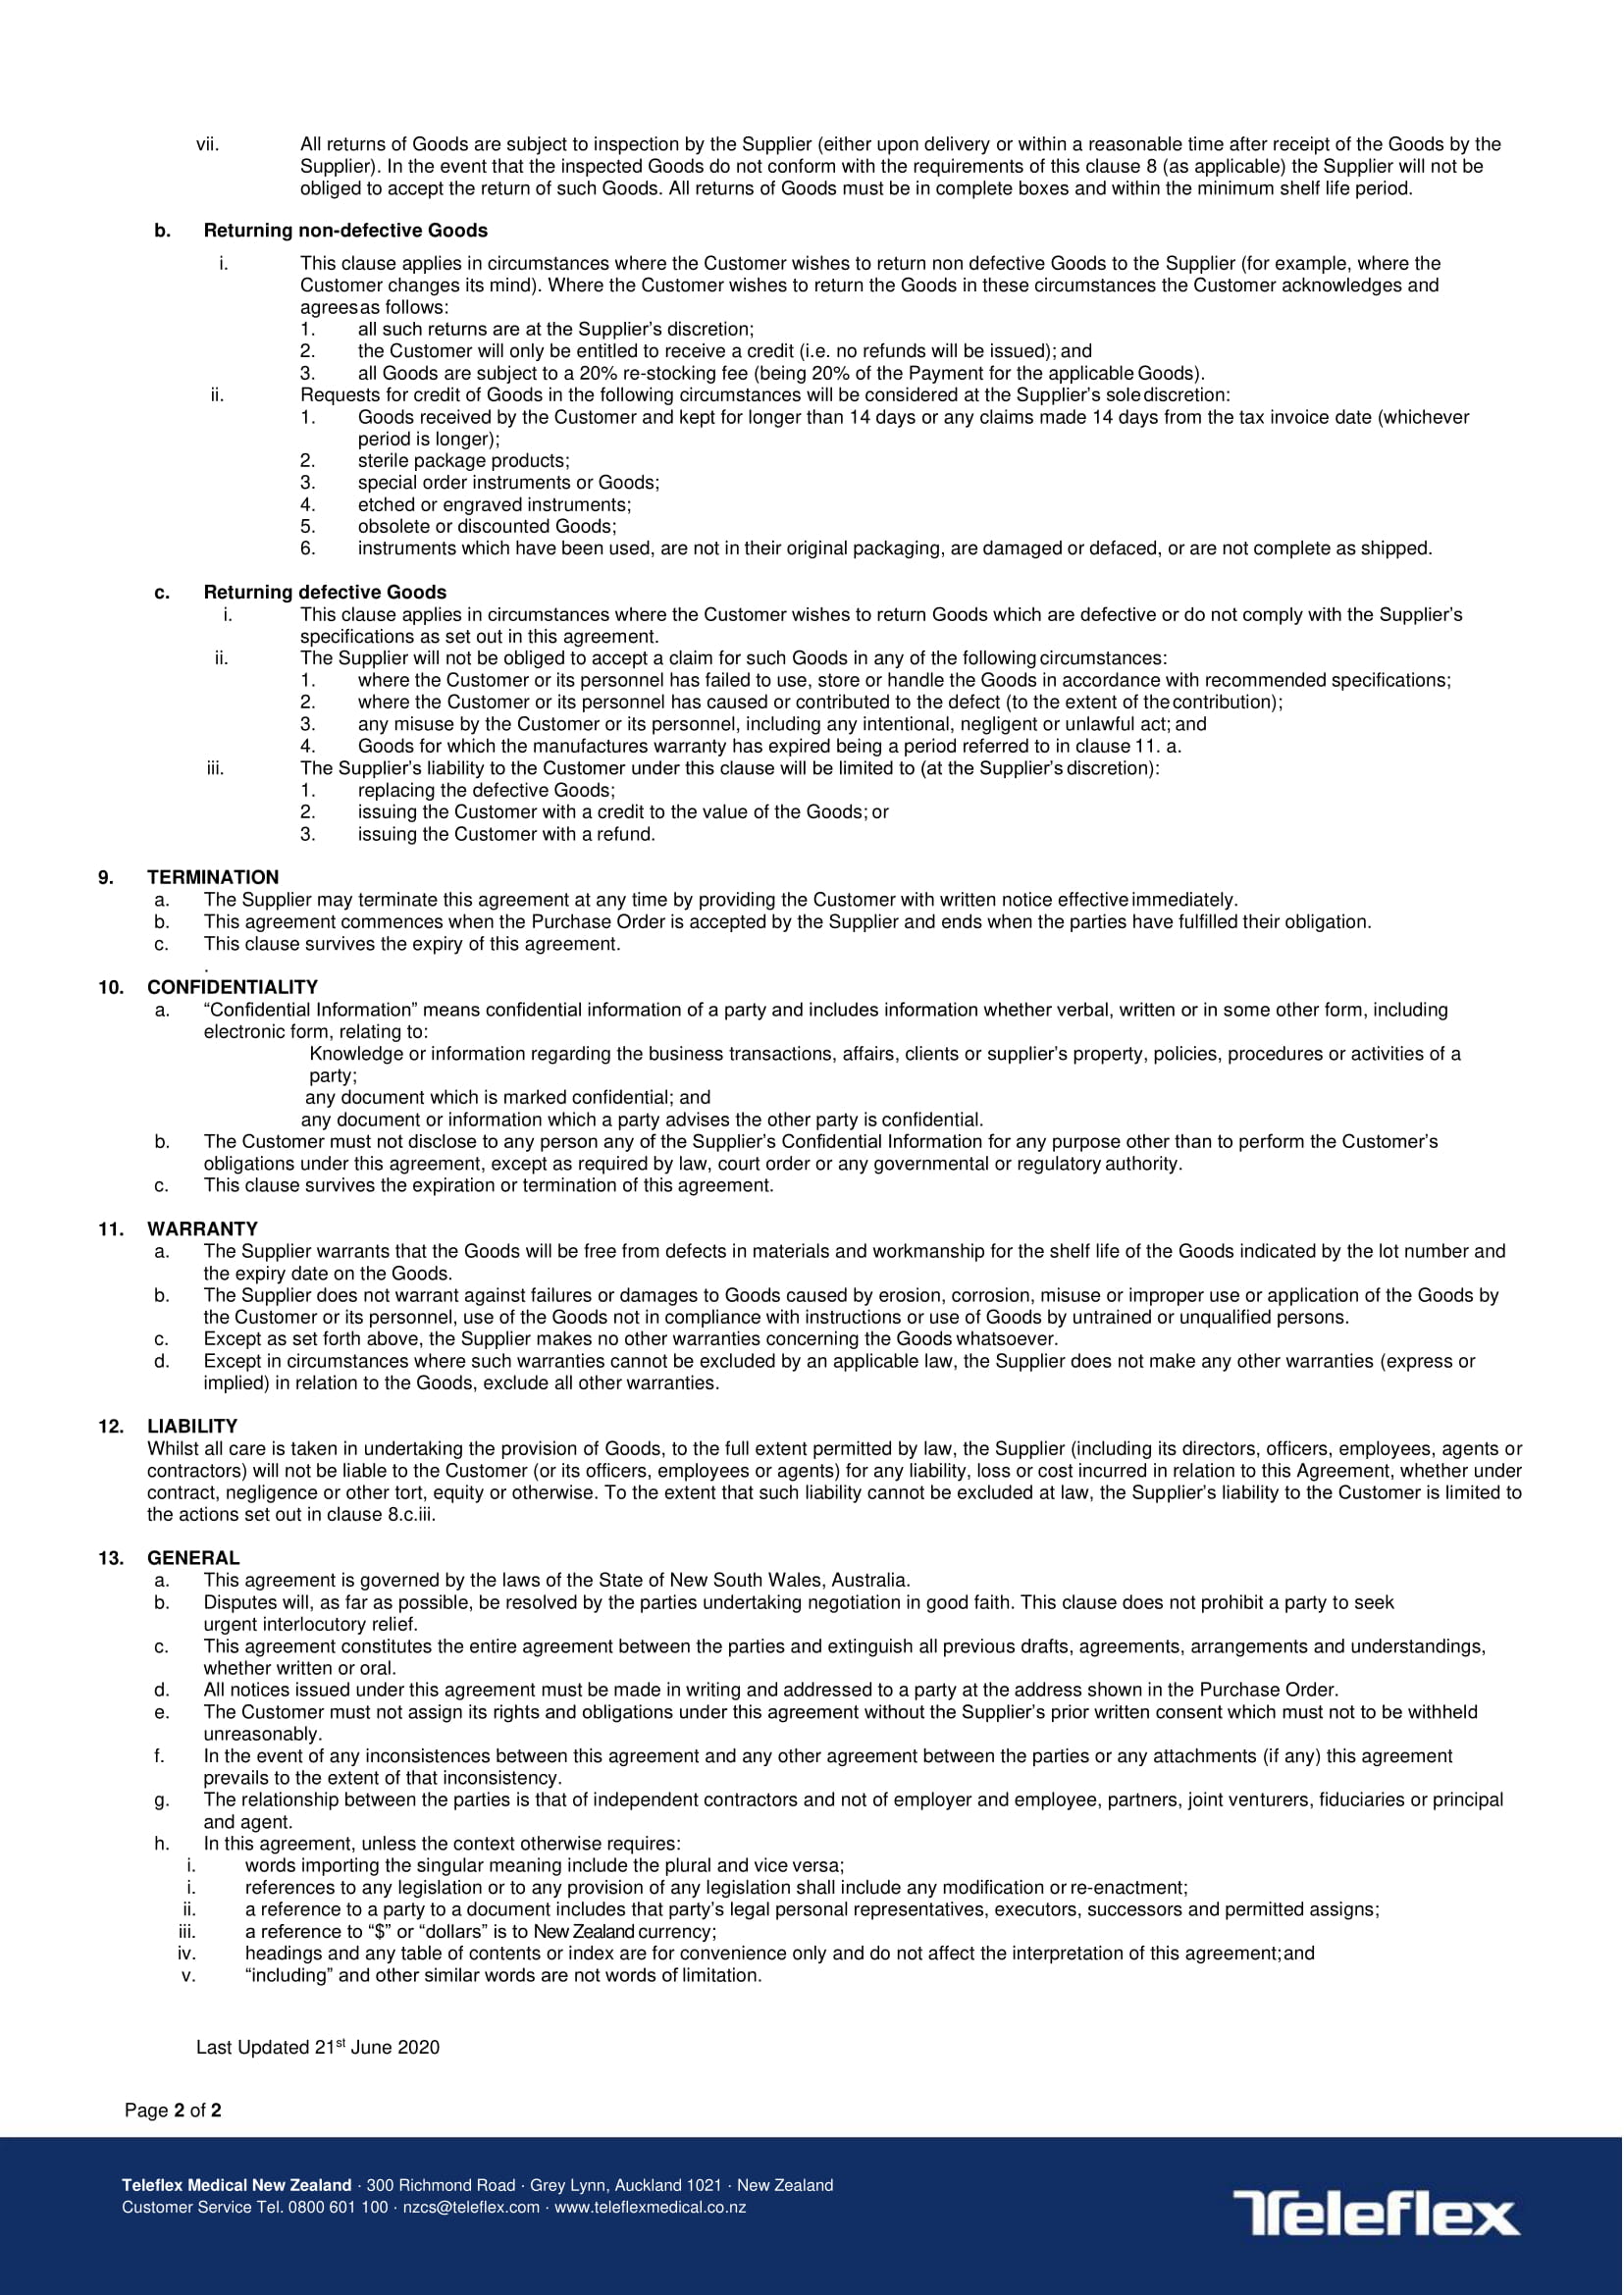 vii. All returns of Goods are subject to inspection by the Supplier (either upon delivery or within a reasonable time after receipt of the Goods by the
Supplier). In the event that the inspected Goods do not conform with the requirements of this clause 8 (as applicable) the Supplier will not be
obliged to accept the return of such Goods. All returns of Goods must be in complete boxes and within the minimum shelf life period.
b. Returning non-defective Goods
i. This clause applies in circumstances where the Customer wishes to return non defective Goods to the Supplier (for example, where the
Customer changes its mind). Where the Customer wishes to return the Goods in these circumstances the Customer acknowledges and
agrees as follows:
1. all such returns are at the Supplier’s discretion;
2. the Customer will only be entitled to receive a credit (i.e. no refunds will be issued); and
3. all Goods are subject to a 20% re-stocking fee (being 20% of the Payment for the applicable Goods).
ii. Requests for credit of Goods in the following circumstances will be considered at the Supplier’s sole discretion:
1. Goods received by the Customer and kept for longer than 14 days or any claims made 14 days from the tax invoice date (whichever
period is longer);
2. sterile package products;
3. special order instruments or Goods;
4. etched or engraved instruments;
5. obsolete or discounted Goods;
6. instruments which have been used, are not in their original packaging, are damaged or defaced, or are not complete as shipped.
c. Returning defective Goods
i. This clause applies in circumstances where the Customer wishes to return Goods which are defective or do not comply with the Supplier’s
specifications as set out in this agreement.
ii. The Supplier will not be obliged to accept a claim for such Goods in any of the following circumstances:
1. where the Customer or its personnel has failed to use, store or handle the Goods in accordance with recommended specifications;
2. where the Customer or its personnel has caused or contributed to the defect (to the extent of the contribution);
3. any misuse by the Customer or its personnel, including any intentional, negligent or unlawful act; and
4. Goods for which the manufactures warranty has expired being a period referred to in clause 11. a.
iii. The Supplier’s liability to the Customer under this clause will be limited to (at the Supplier’s discretion):
1. replacing the defective Goods;
2. issuing the Customer with a credit to the value of the Goods; or
3. issuing the Customer with a refund.
9. TERMINATION
a. The Supplier may terminate this agreement at any time by providing the Customer with written notice effective immediately.
b. This agreement commences when the Purchase Order is accepted by the Supplier and ends when the parties have fulfilled their obligation.
c. This clause survives the expiry of this agreement.
.
10. CONFIDENTIALITY
a. “Confidential Information” means confidential information of a party and includes information whether verbal, written or in some other form, including
electronic form, relating to:
Knowledge or information regarding the business transactions, affairs, clients or supplier’s property, policies, procedures or activities of a
party;
any document which is marked confidential; and
any document or information which a party advises the other party is confidential.
b. The Customer must not disclose to any person any of the Supplier’s Confidential Information for any purpose other than to perform the Customer’s
obligations under this agreement, except as required by law, court order or any governmental or regulatory authority.
c. This clause survives the expiration or termination of this agreement.
11. WARRANTY
a. The Supplier warrants that the Goods will be free from defects in materials and workmanship for the shelf life of the Goods indicated by the lot number and
the expiry date on the Goods.
b. The Supplier does not warrant against failures or damages to Goods caused by erosion, corrosion, misuse or improper use or application of the Goods by
the Customer or its personnel, use of the Goods not in compliance with instructions or use of Goods by untrained or unqualified persons.
c. Except as set forth above, the Supplier makes no other warranties concerning the Goods whatsoever.
d. Except in circumstances where such warranties cannot be excluded by an applicable law, the Supplier does not make any other warranties (express or
implied) in relation to the Goods, exclude all other warranties.
12. LIABILITY
Whilst all care is taken in undertaking the provision of Goods, to the full extent permitted by law, the Supplier (including its directors, officers, employees, agents or
contractors) will not be liable to the Customer (or its officers, employees or agents) for any liability, loss or cost incurred in relation to this Agreement, whether under
contract, negligence or other tort, equity or otherwise. To the extent that such liability cannot be excluded at law, the Supplier’s liability to the Customer is limited to
the actions set out in clause 8.c.iii.
13. GENERAL
a. This agreement is governed by the laws of the State of New South Wales, Australia.
b. Disputes will, as far as possible, be resolved by the parties undertaking negotiation in good faith. This clause does not prohibit a party to seek
urgent interlocutory relief.
c. This agreement constitutes the entire agreement between the parties and extinguish all previous drafts, agreements, arrangements and understandings,
whether written or oral.
d. All notices issued under this agreement must be made in writing and addressed to a party at the address shown in the Purchase Order.
e. The Customer must not assign its rights and obligations under this agreement without the Supplier’s prior written consent which must not to be withheld
unreasonably.
f. In the event of any inconsistences between this agreement and any other agreement between the parties or any attachments (if any) this agreement
prevails to the extent of that inconsistency.
g. The relationship between the parties is that of independent contractors and not of employer and employee, partners, joint venturers, fiduciaries or principal
and agent.
h. In this agreement, unless the context otherwise requires:
i. words importing the singular meaning include the plural and vice versa;
i. references to any legislation or to any provision of any legislation shall include any modification or re-enactment;
ii. a reference to a party to a document includes that party’s legal personal representatives, executors, successors and permitted assigns;
iii. a reference to “$” or “dollars” is to New Zealand currency;
iv. headings and any table of contents or index are for convenience only and do not affect the interpretation of this agreement; and
v. “including” and other similar words are not words of limitation.
Last Updated 21st June 2020
Page 2 of 2
Teleflex Medical New Zealand · 300 Richmond Road · Grey Lynn, Auckland 1021 · New Zealand
Customer Service Tel. 0800 601 100 · nzcs@teleflex.com · www.teleflexmedical.co.nz
Teleflex